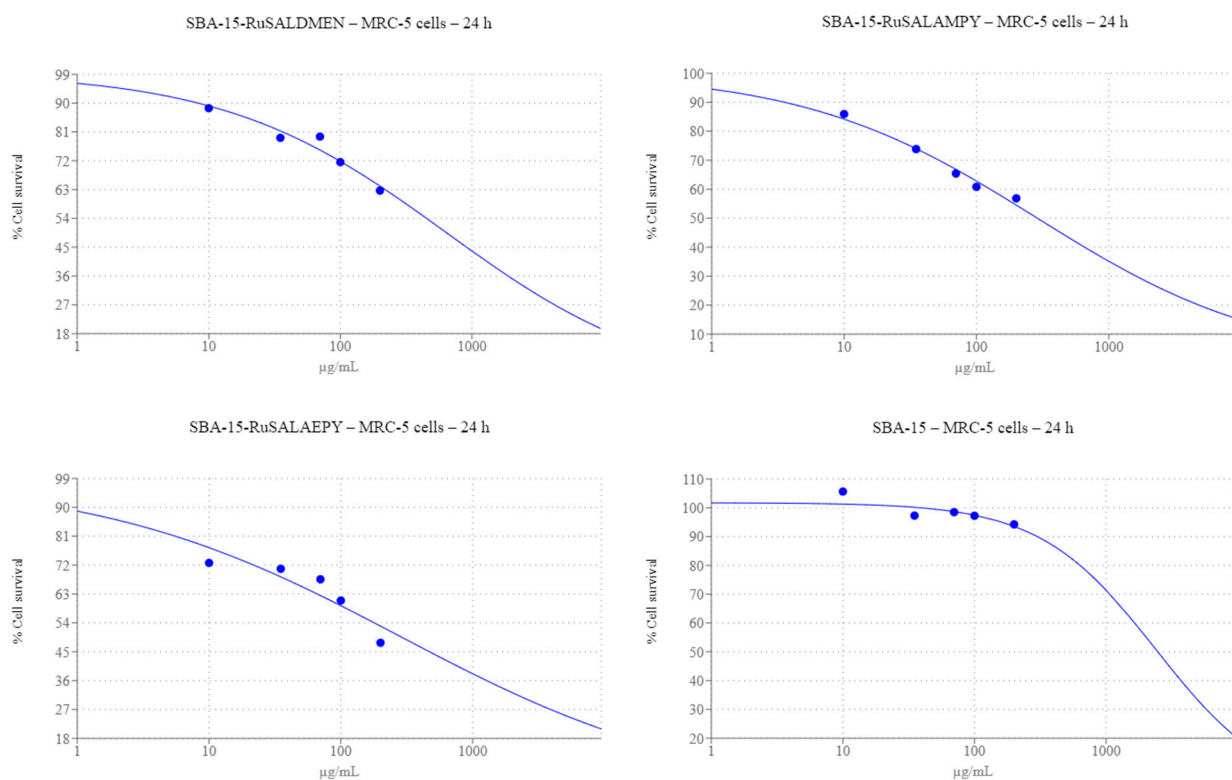 SBA-15-RuSALDMEN – MRC-5 cells – 24 h
99
90
81
72
63
54
45
36
27
18
% Cell survival
1 10 100 1000
µg/mL
SBA-15-RuSALAMPY – MRC-5 cells – 24 h
100
90
80
70
60
50
40
30
20
10
% Cell survival
1 10 100 1000
µg/mL
SBA-15-RuSALAEPY – MRC-5 cells – 24 h
99
90
81
72
63
54
45
36
27
18
% Cell survival
1 10 100 1000
µg/mL
SBA-15 – MRC-5 cells – 24 h
110
100
90
80
70
60
50
40
30
20
% Cell survival
1 10 100 1000
µg/mL